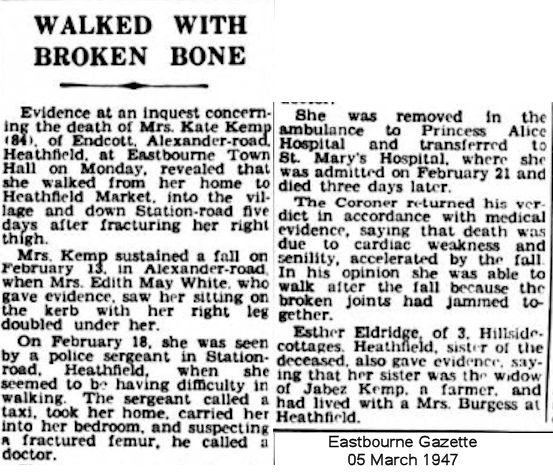 WALKED WITH
BROKEN BONE
Evidence at an inquest concern-
ing the death of Mrs. Kate Kemp
(84), of Endcott, Alexander-road,
Heathfield, at Eastbourne Town
Hall on Monday, revealed that
she walked from her home to
Heathfield Market, into the vil-
lage and down Station-road five
days after fracturing her right
thigh.
Mrs. Kemp sustained a fall on
February 13, in Alexander-road,
when Mrs. Edith May White, who
gave evidence, saw her sitting on
the kerb with her right leg
doubled under her.
On February 18, she was seen
by a police sergeant in Station-
road, Heathfield, when she
seemed to be having difficulty in
walking. The sergeant called a
taxi, took her home, carried her
into her bedroom, and suspecting
a fractured femur, he called a
doctor.
She was removed in the
ambulance to Princess Alice
Hospital and transferred to
St. Mary's Hospital, where she
was admitted on February 21 and
died three days later.
The Coroner returned his ver-
dict in accordance with medical
evidence, saying that death was
due to cardiac weakness and
senility, accelerated by the fall.
In his opinion she was able to
walk after the fall because the
broken joints had jammed to-
gether.
Esther Eldridge, of 3, Hillside-
cottages, Heathfield, sister of the
deceased, also gave evidence, say-
ing that her sister was the widow
of Jabez Kemp, a farmer, and
had lived with a Mrs. Burgess at
Heathfield.
Eastbourne Gazette
05 March 1947